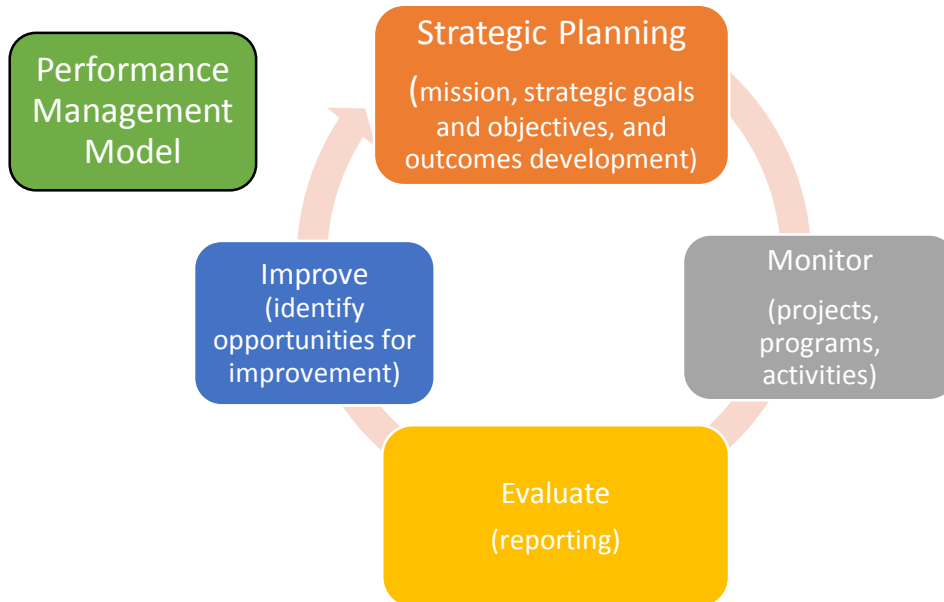 Performance
Management
Model
Strategic Planning
(mission, strategic goals
and objectives, and
outcomes development)
Monitor
(projects,
programs,
activities)
Evaluate
(reporting)
Improve
(identify
opportunities for
improvement)